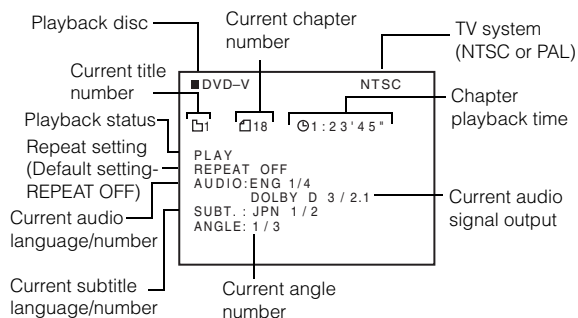 Playback disc
Current chapter
number
TV system
(NTSC or PAL)
Current title
number
Playback status
Repeat setting
(Default setting-
REPEAT OFF)
Current audio
language/number
Current subtitle
language/number
DVD–V NTSC
1 18 1:23'45"
PLAY
REPEAT OFF
AUDIO:ENG 1/4
DOLBY D 3/2.1
SUBT. : JPN 1/2
ANGLE: 1/3
Chapter
playback time
Current audio
signal output
Current angle
number